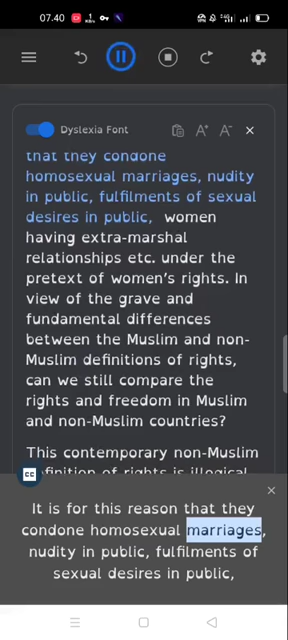 07.40
1
KB/s
Dyslexia Font
A+ A-
that they condone
homosexual marriages, nudity
in public, fulfilments of sexual
desires in public, women
having extra-marshal
relationships etc. under the
pretext of women's rights. In
view of the grave and
fundamental differences
between the Muslim and non-
Muslim definitions of rights,
can we still compare the
rights and freedom in Muslim
and non-Muslim countries?
This contemporary non-Muslim
definition of rights is illogical
CC
It is for this reason that they
condone homosexual marriages,
nudity in public, fulfilments of
sexual desires in public,